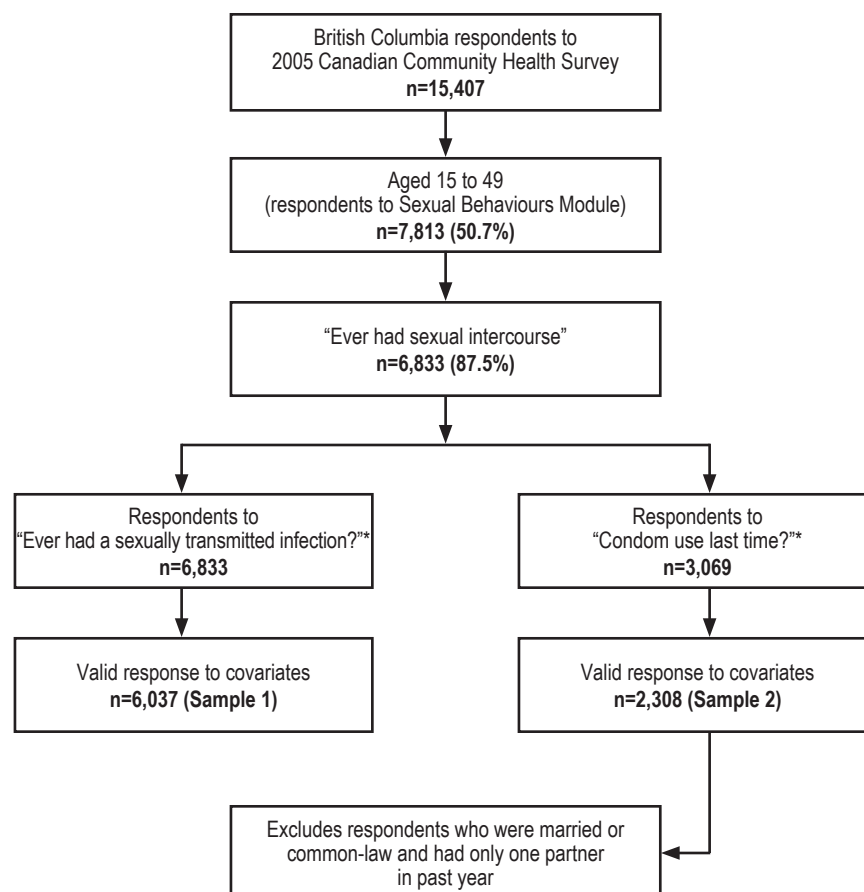 British Columbia respondents to
2005 Canadian Community Health Survey
n=15,407
Aged 15 to 49
(respondents to Sexual Behaviours Module)
n=7,813 (50.7%)
“Ever had sexual intercourse”
n=6,833 (87.5%)
Respondents to
“Ever had a sexually transmitted infection?”*
n=6,833
Respondents to
“Condom use last time?”*
n=3,069
Valid response to covariates
n=6,037 (Sample 1)
Valid response to covariates
n=2,308 (Sample 2)
Excludes respondents who were married or
common-law and had only one partner
in past year